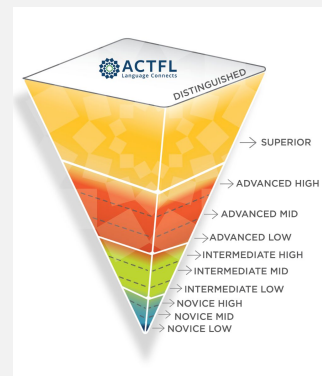 ACTFL
Language Connects
DISTINGUISHED
SUPERIOR
ADVANCED HIGH
ADVANCED MID
ADVANCED LOW
INTERMEDIATE HIGH
INTERMEDIATE MID
INTERMEDIATE LOW
NOVICE HIGH
NOVICE MID
NOVICE LOW